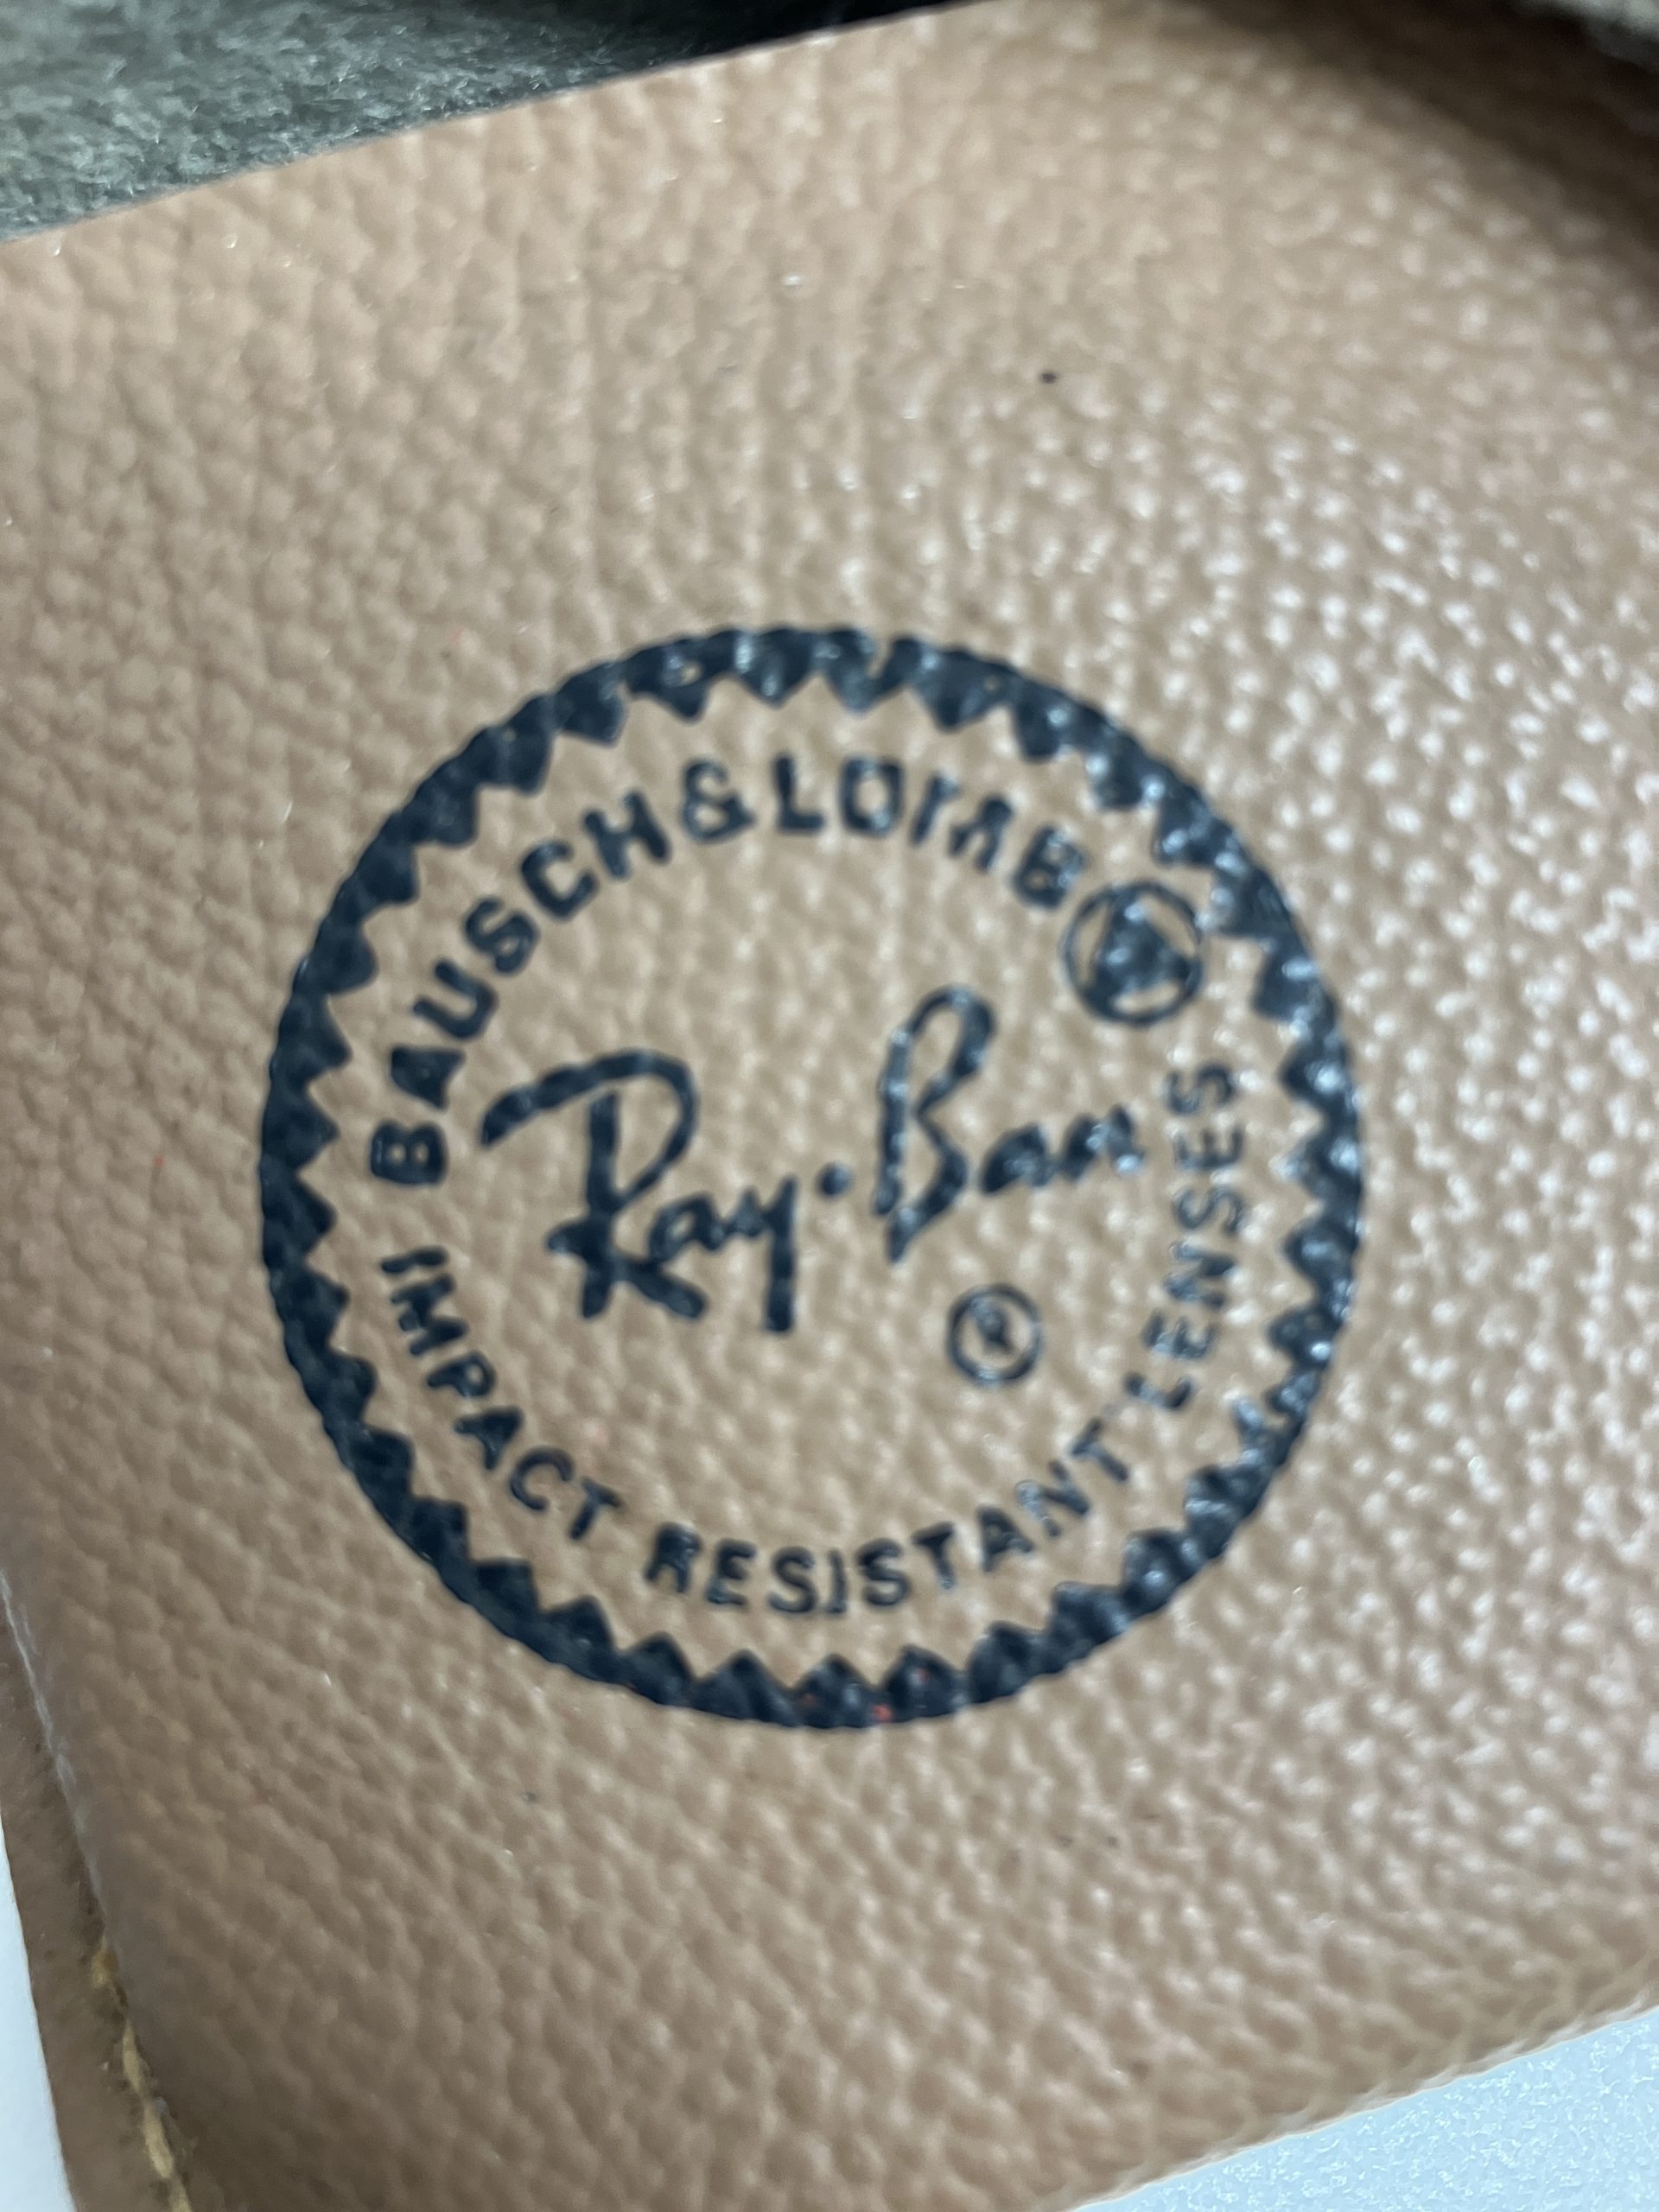 BAUSCH & LOMB
Ray-Ban
®
IMPACT RESISTANT LENSES